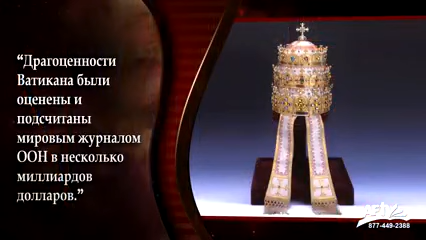 “Драгоценности
Ватикана были
оценены и
подсчитаны
мировым журналом
ООН в несколько
миллиардов
долларов.”
877-449-2388